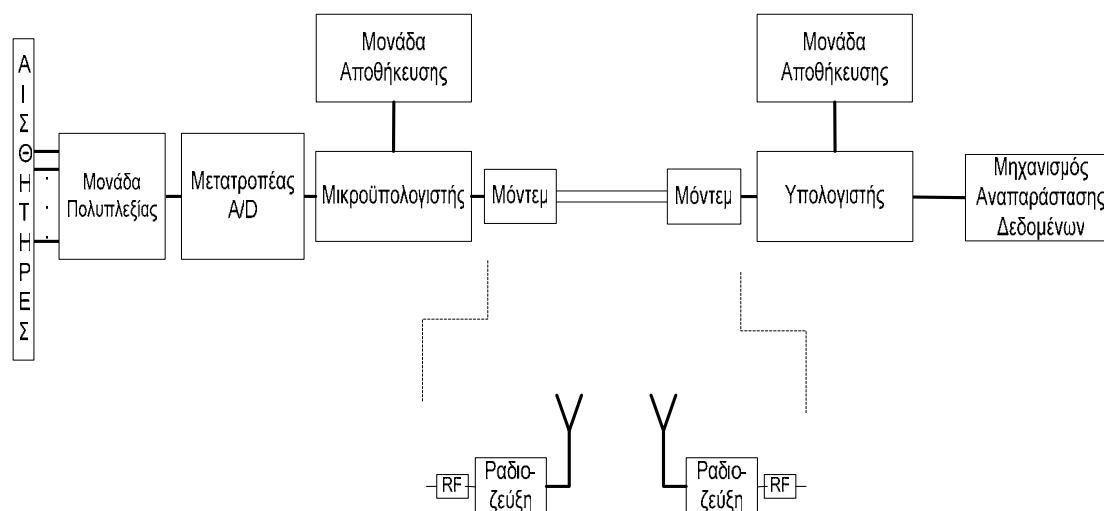 ΑΙΣΘΗΤΗΡΕΣ
Μονάδα
Πολυπλεξίας
Μετατροπέας
A/D
Μονάδα
Αποθήκευσης
Μικροϋπολογιστής
Μόντεμ
Μόντεμ
Μονάδα
Αποθήκευσης
Υπολογιστής
Μηχανισμός
Αναπαράστασης
Δεδομένων
RF
Ραδιο-
ζεύξη
Ραδιο-
ζεύξη
RF